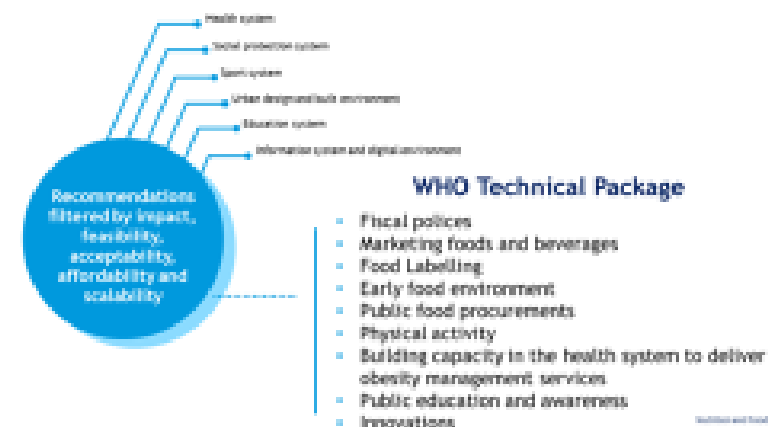 Health system
Social protection system
Sport system
Urban design and built environment
Education system
Information system and digital environment
Recommendations
filtered by impact,
feasibility,
acceptability,
affordability and
scalability
WHO Technical Package
Fiscal polices
Marketing foods and beverages
Food Labelling
Early food environment
Public food procurements
Physical activity
Building capacity in the health system to deliver
obesity management services
Public education and awareness
Innovations